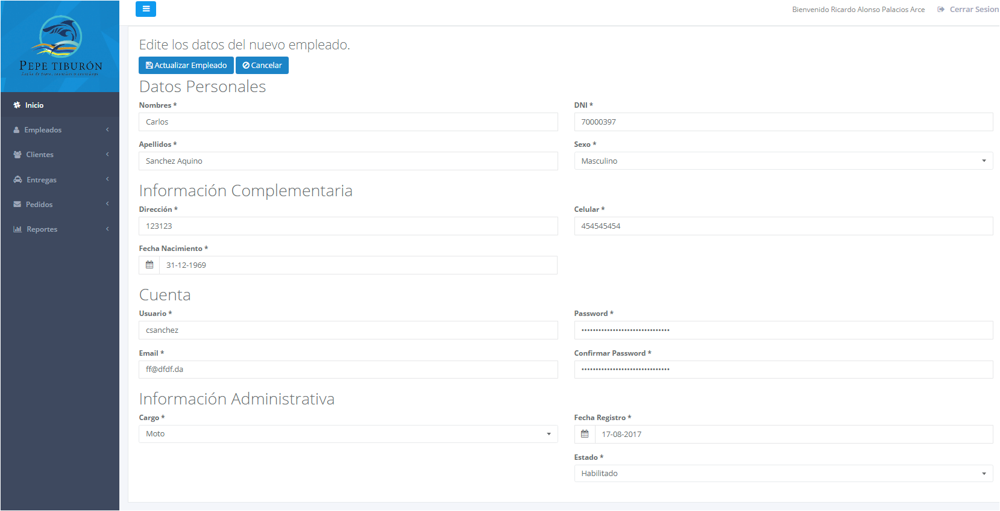 Bienvenido Ricardo Alonso Palacios Arce
Cerrar Sesion
PEPE TIBURÓN
Inicio
Empleados
Clientes
Entregas
Pedidos
Reportes
Edite los datos del nuevo empleado.
Actualizar Empleado
Cancelar
Datos Personales
Nombres *
Carlos
DNI *
70000397
Apellidos *
Sanchez Aquino
Sexo *
Masculino
Información Complementaria
Dirección *
123123
Celular *
454545454
Fecha Nacimiento *
31-12-1969
Cuenta
Usuario *
csanchez
Password *
••••••••••••••••••••••••••••••
Email *
ff@dfdf.da
Confirmar Password *
••••••••••••••••••••••••••••••
Información Administrativa
Cargo *
Moto
Fecha Registro *
17-08-2017
Estado *
Habilitado